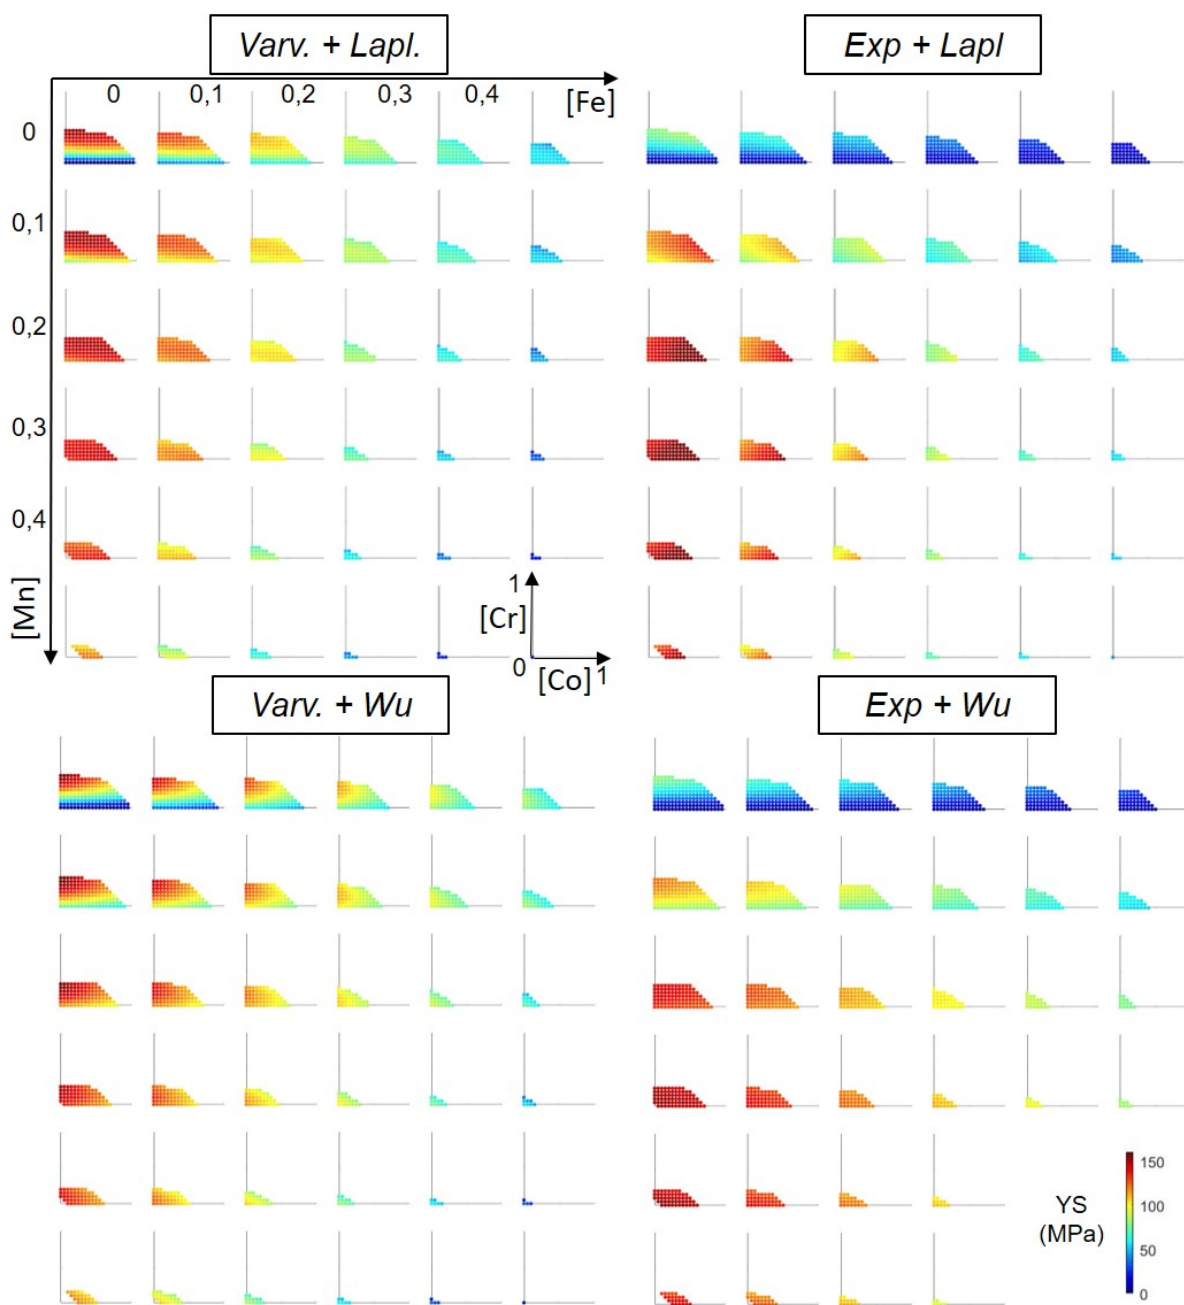 Varv. + Lapl.
Exp + Lapl
0 0,1 0,2 0,3 0,4 [Fe]
0
0,1
0,2
0,3
0,4
[Mn]
1
[Cr]
0
[Co] 1
Varv. + Wu
Exp + Wu
150
100
50
0
YS
(MPa)